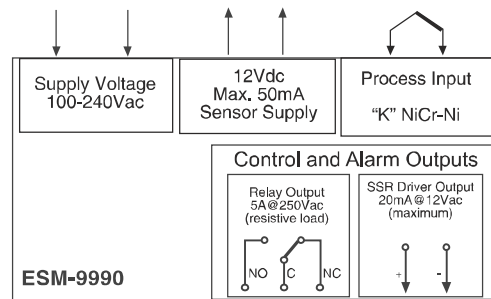 Supply Voltage
100-240Vac
12Vdc
Max. 50mA
Sensor Supply
Process Input
“K” NiCr-Ni
Control and Alarm Outputs
Relay Output
5A@250Vac
(resistive load)
NO
C
NC
SSR Driver Output
20mA@12Vac
(maximum)
+
-
ESM-9990